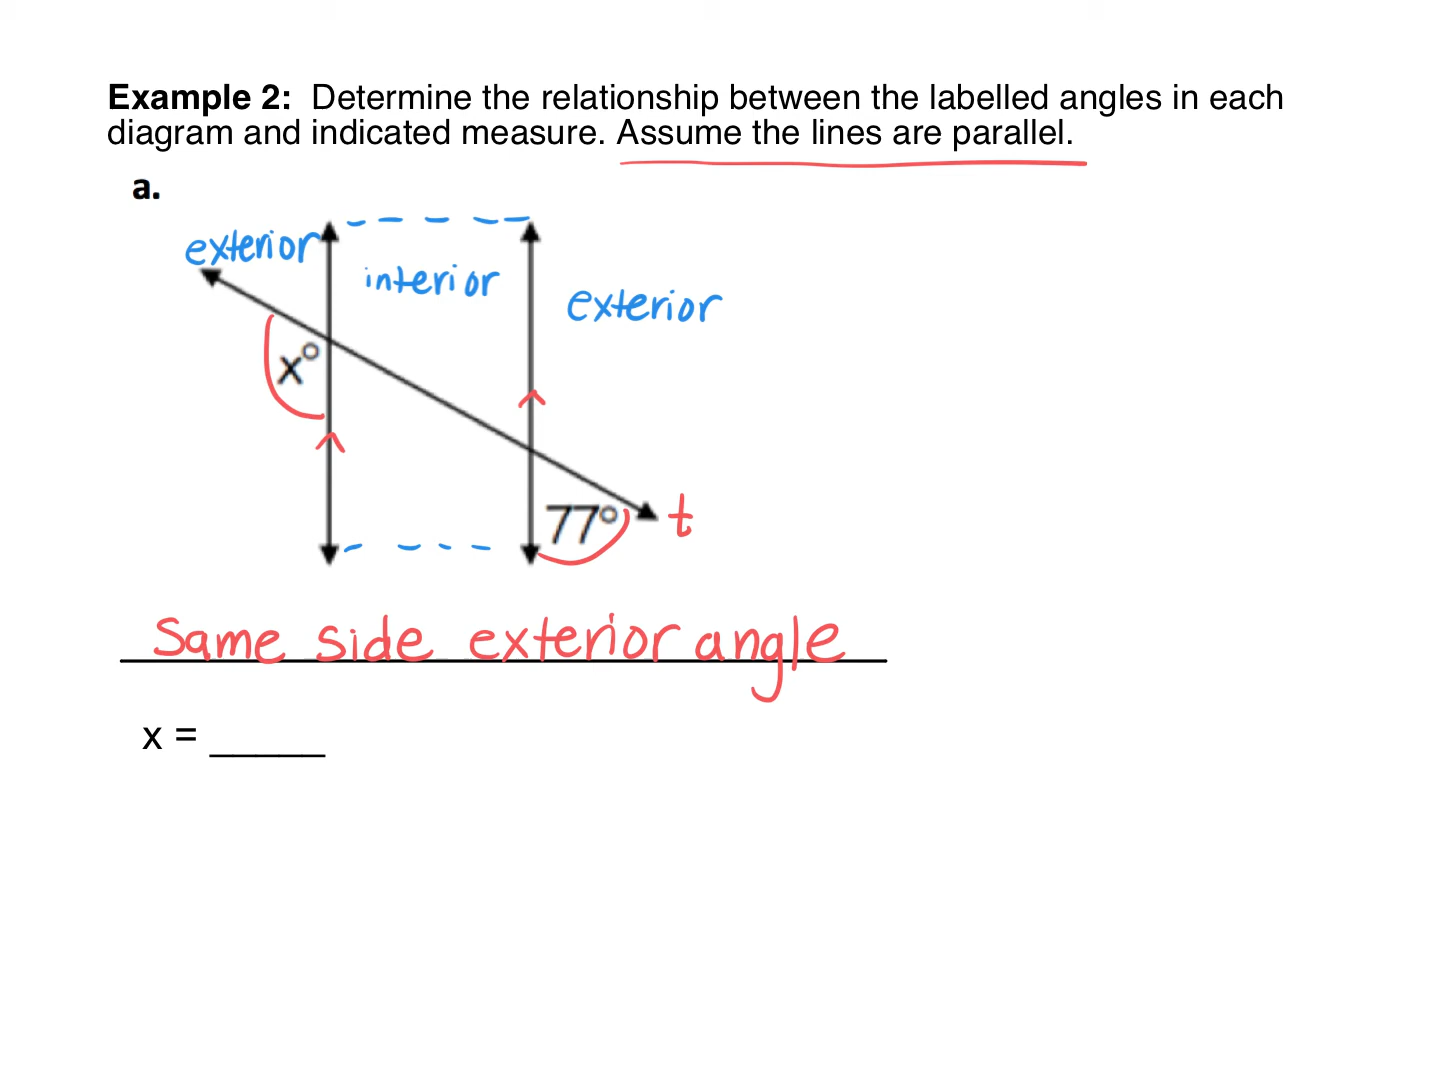 Example 2: Determine the relationship between the labelled angles in each
diagram and indicated measure. Assume the lines are parallel.
a.
exterior
interior
exterior
x°
77°
t
Same side exterior angle
x = _____